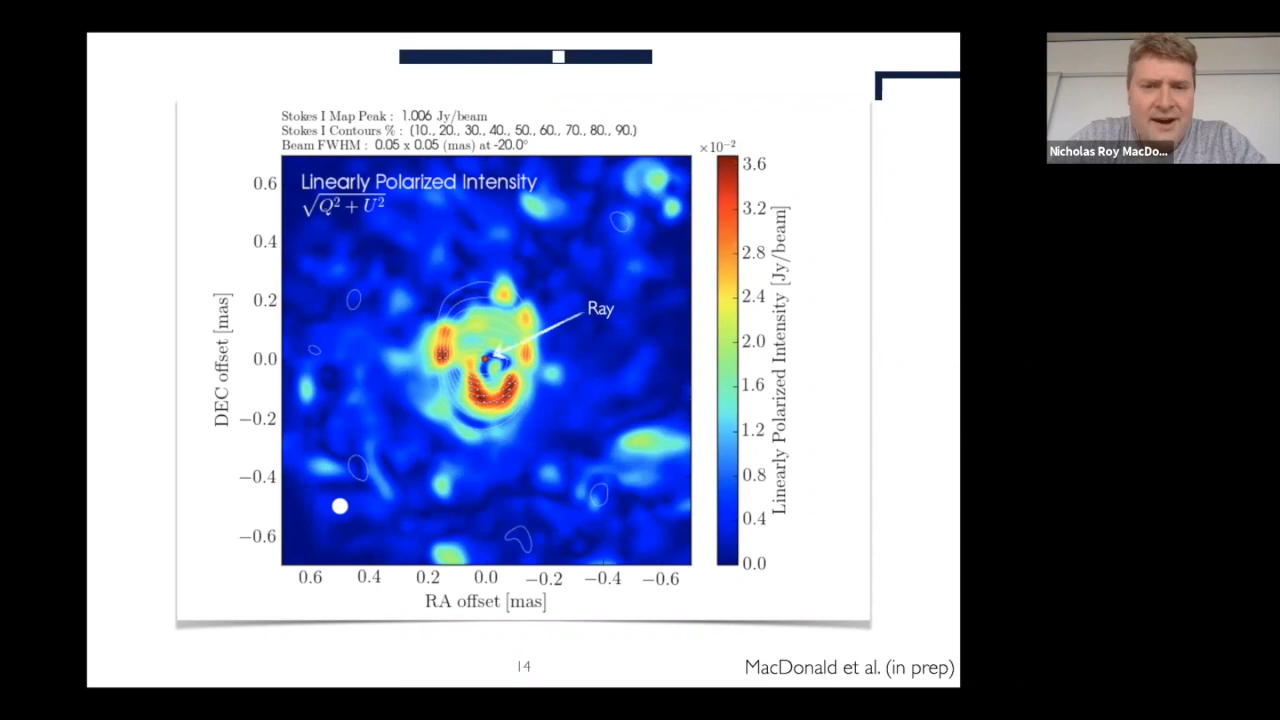 Stokes I Map Peak : 1.006 Jy/beam
Stokes I Contours % : (10., 20., 30., 40., 50., 60., 70., 80., 90.)
Beam FWHM : 0.05 x 0.05 (mas) at -20.0°
×10⁻²
Linearly Polarized Intensity
√Q² + U²
Ray
0.6
0.4
0.2
0.0
−0.2
−0.4
−0.6
DEC offset [mas]
0.6 0.4 0.2 0.0 −0.2 −0.4 −0.6
RA offset [mas]
3.6
3.2
2.8
2.4
2.0
1.6
1.2
0.8
0.4
0.0
Linearly Polarized Intensity [Jy/beam]
14
MacDonald et al. (in prep)
Nicholas Roy MacDo...